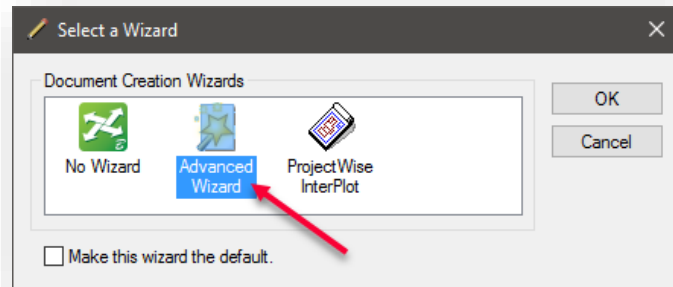 Select a Wizard
Document Creation Wizards
OK
Cancel
No Wizard
Advanced
Wizard
ProjectWise
InterPlot
Make this wizard the default.